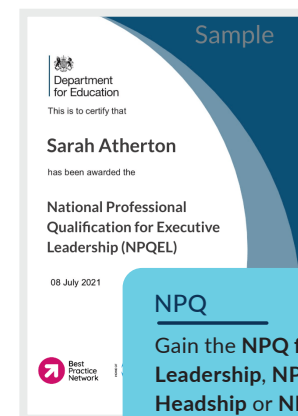 Sample
Department
for Education
This is to certify that
Sarah Atherton
has been awarded the
National Professional
Qualification for Executive
Leadership (NPQEL)
08 July 2021
Best
Practice
Network
NPQ
Gain the NPQ f
Leadership, NP
Headship or N